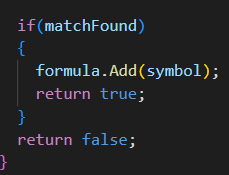 if(matchFound)
{
formula.Add(symbol);
return true;
}
return false;
}